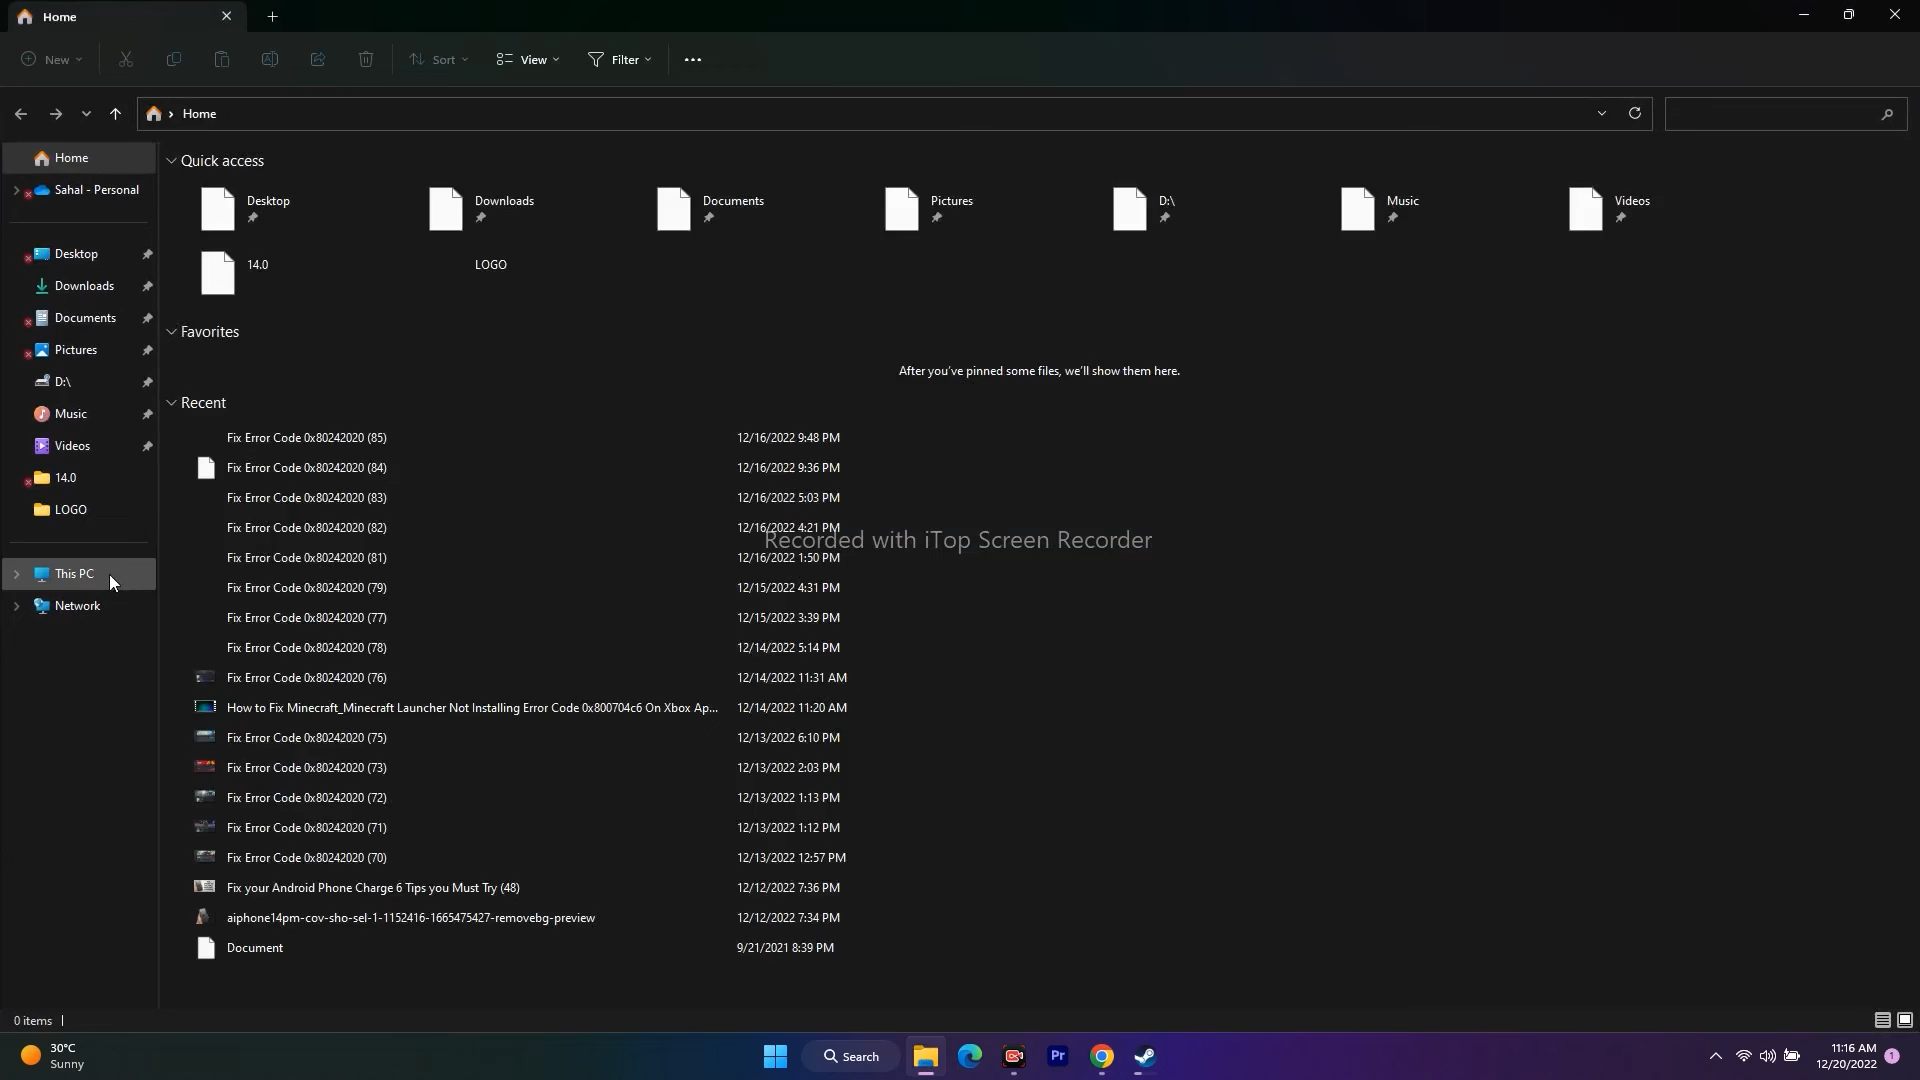 Home
New
Sort
View
Filter
Home
Home
Sahal - Personal
Desktop
Downloads
Documents
Pictures
D:\
Music
Videos
14.0
LOGO
This PC
Network
Quick access
Desktop
Downloads
Documents
Pictures
D:\
Music
Videos
14.0
LOGO
Favorites
After you've pinned some files, we'll show them here.
Recent
Fix Error Code 0x80242020 (85) 12/16/2022 9:48 PM
Fix Error Code 0x80242020 (84) 12/16/2022 9:36 PM
Fix Error Code 0x80242020 (83) 12/16/2022 5:03 PM
Fix Error Code 0x80242020 (82) 12/16/2022 4:21 PM
Recorded with iTop Screen Recorder
Fix Error Code 0x80242020 (81) 12/16/2022 1:50 PM
Fix Error Code 0x80242020 (79) 12/15/2022 4:31 PM
Fix Error Code 0x80242020 (77) 12/15/2022 3:39 PM
Fix Error Code 0x80242020 (78) 12/14/2022 5:14 PM
Fix Error Code 0x80242020 (76) 12/14/2022 11:31 AM
How to Fix Minecraft_Minecraft Launcher Not Installing Error Code 0x800704c6 On Xbox Ap... 12/14/2022 11:20 AM
Fix Error Code 0x80242020 (75) 12/13/2022 6:10 PM
Fix Error Code 0x80242020 (73) 12/13/2022 2:03 PM
Fix Error Code 0x80242020 (72) 12/13/2022 1:13 PM
Fix Error Code 0x80242020 (71) 12/13/2022 1:12 PM
Fix Error Code 0x80242020 (70) 12/13/2022 12:57 PM
Fix your Android Phone Charge 6 Tips you Must Try (48) 12/12/2022 7:36 PM
aiphone14pm-cov-sho-sel-1-1152416-1665475427-removebg-preview 12/12/2022 7:34 PM
Document 9/21/2021 8:39 PM
0 items
30°C
Sunny
Search
Pr
11:16 AM
12/20/2022
1